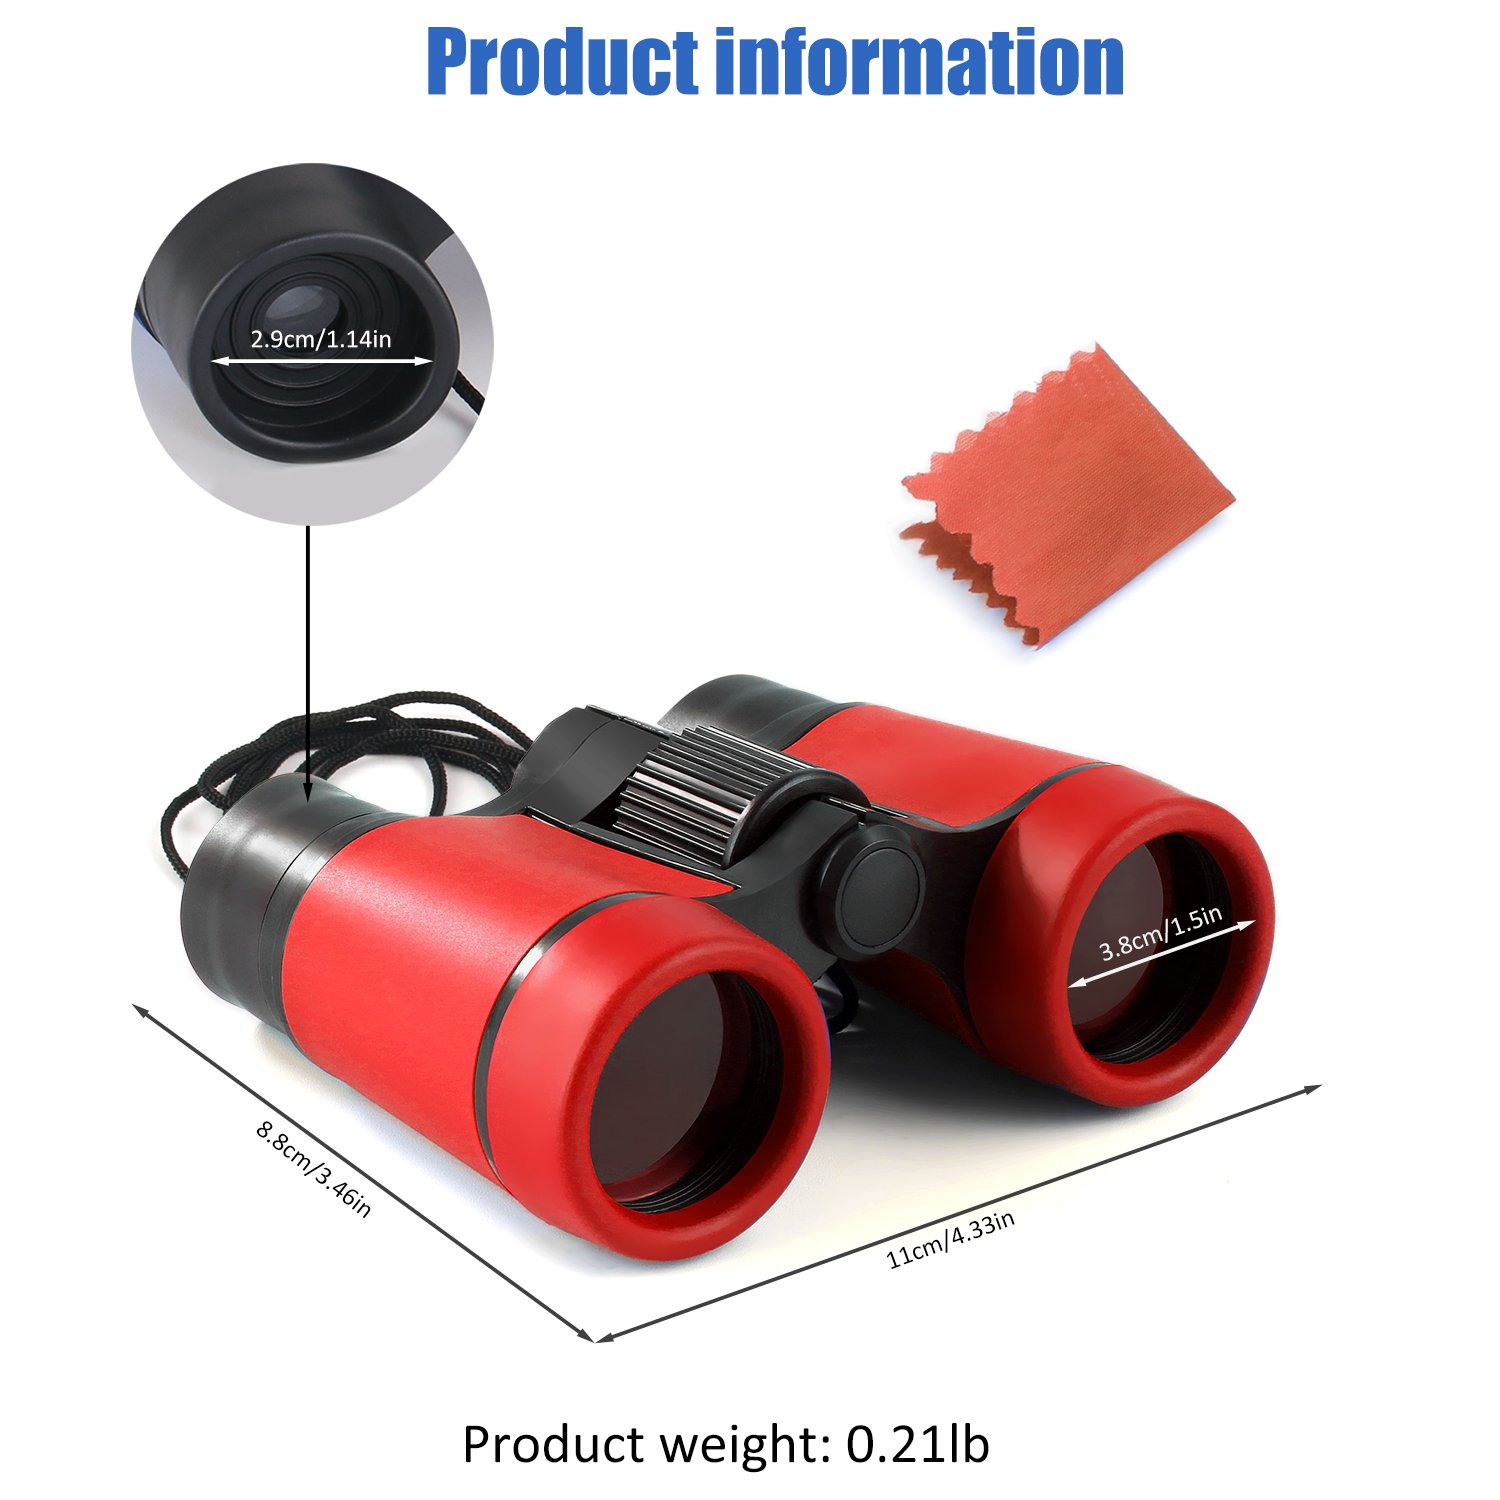 Product information
2.9cm/1.14in
3.8cm/1.5in
8.8cm/3.46in
11cm/4.33in
Product weight: 0.21lb